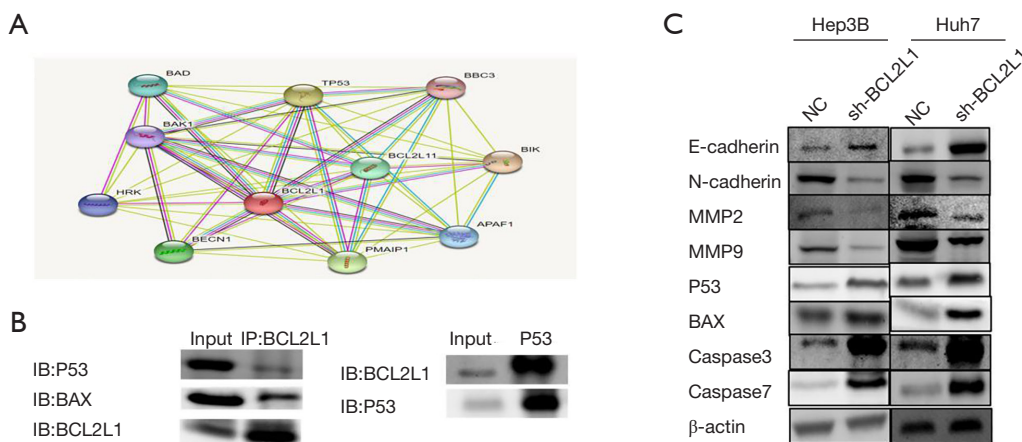 A
BAD
TP53
BBC3
BAK1
BCL2L11
BIK
HRK
BCL2L1
APAF1
BECN1
PMAIP1
B
Input IP:BCL2L1
IB:P53
IB:BAX
IB:BCL2L1
Input P53
IB:BCL2L1
IB:P53
C
Hep3B Huh7
NC sh-BCL2L1 NC sh-BCL2L1
E-cadherin
N-cadherin
MMP2
MMP9
P53
BAX
Caspase3
Caspase7
β-actin